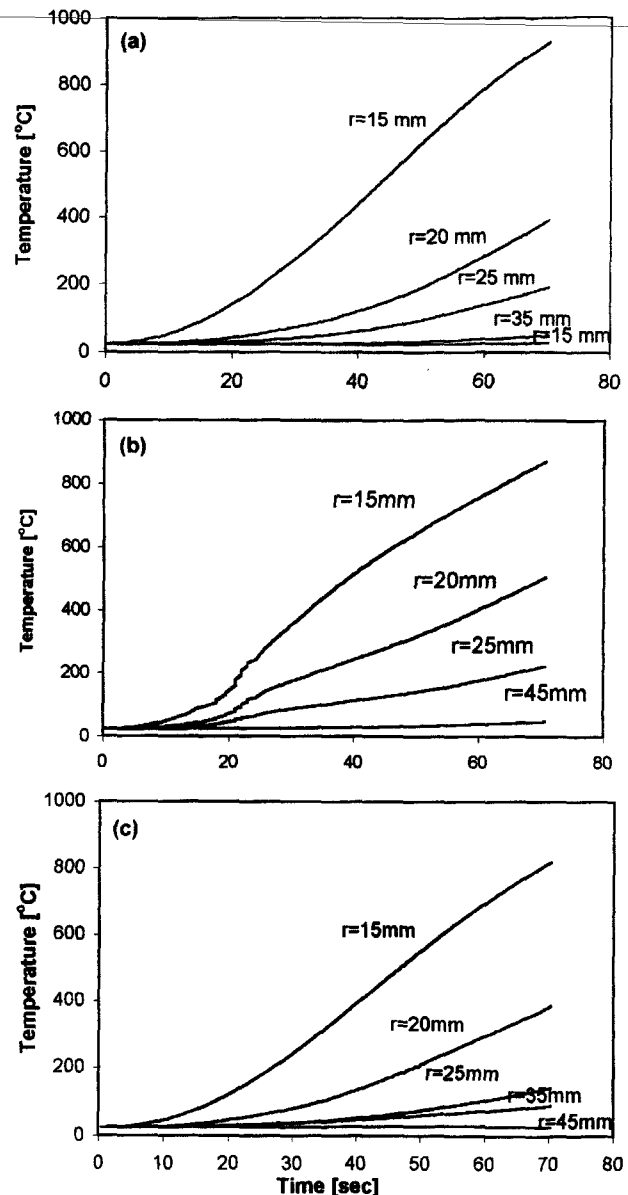 1000
(a)
800
r=15 mm
600
Temperature [°C]
400
r=20 mm
r=25 mm
200
r=35 mm
r=15 mm
0
0 20 40 60 80
1000
(b)
800
r=15mm
600
Temperature [°C]
r=20mm
400
r=25mm
200
r=45mm
0
0 20 40 60 80
1000
(c)
800
r=15mm
600
Temperature [°C]
400
r=20mm
200
r=25mm
r=35mm
r=45mm
0
0 10 20 30 40 50 60 70 80
Time [sec]